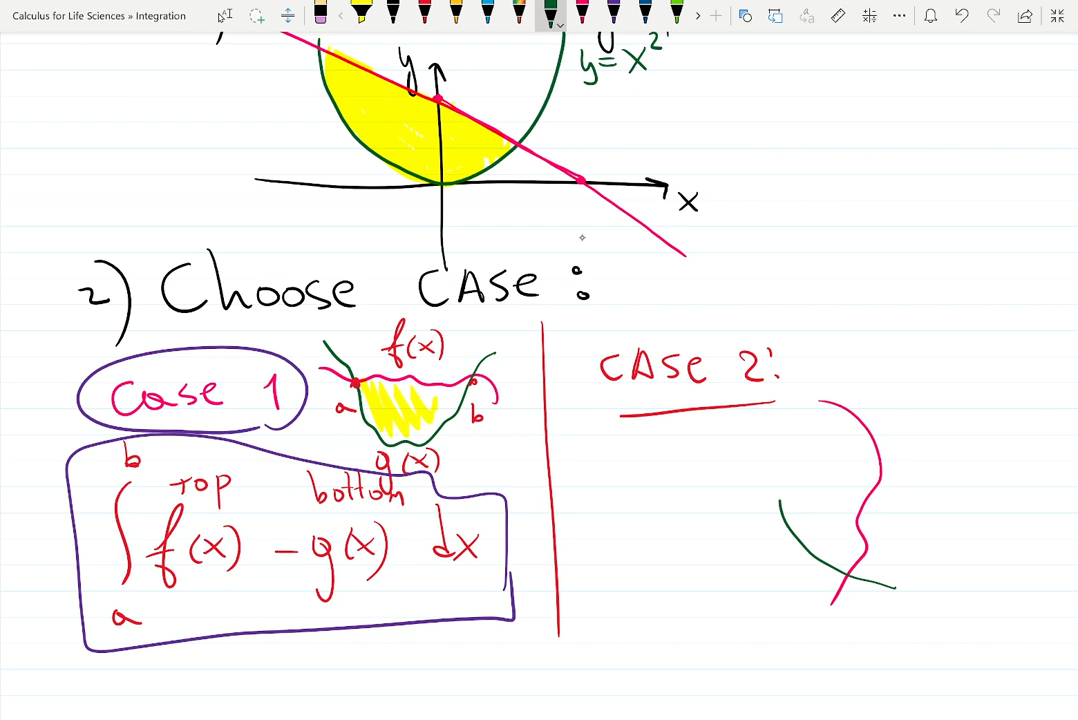 Calculus for Life Sciences » Integration
y
y = x²
x
2) Choose CASE :
case 1
f(x)
a
b
g(x)
CASE 2:
b
top bottom
∫ f(x) - g(x) dx
a